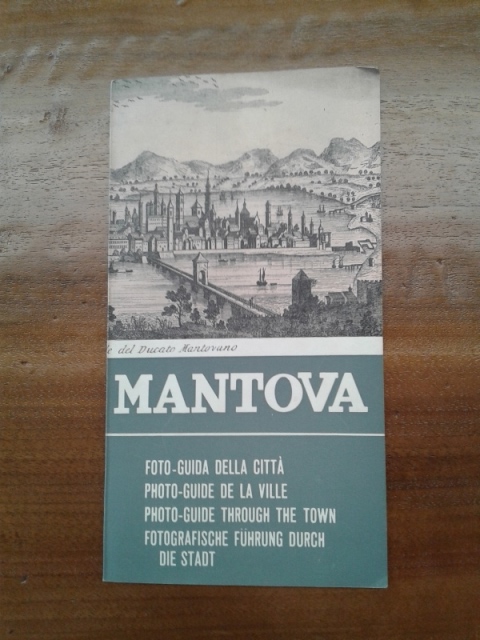 e del Ducato Mantovano
MANTOVA
FOTO-GUIDA DELLA CITTÀ
PHOTO-GUIDE DE LA VILLE
PHOTO-GUIDE THROUGH THE TOWN
FOTOGRAFISCHE FÜHRUNG DURCH
DIE STADT